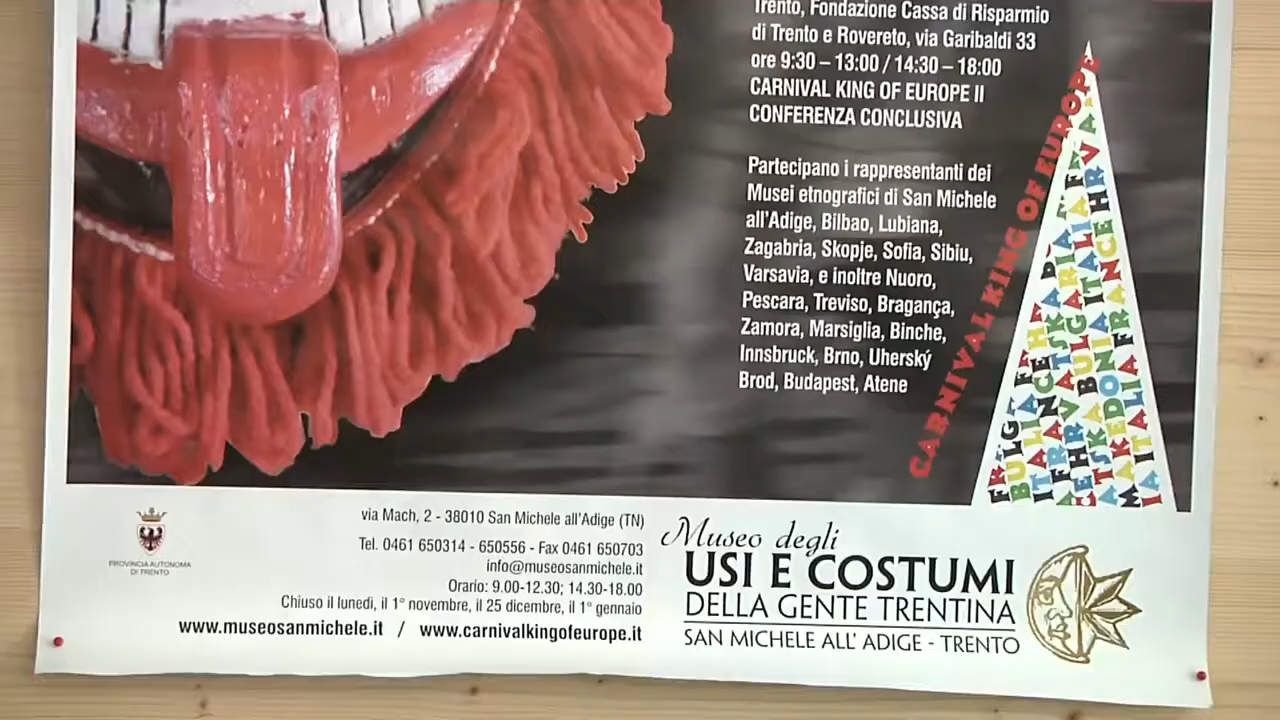 Trento, Fondazione Cassa di Risparmio
di Trento e Rovereto, via Garibaldi 33
ore 9:30 – 13:00 / 14:30 – 18:00
CARNIVAL KING OF EUROPE II
CONFERENZA CONCLUSIVA
Partecipano i rappresentanti dei
Musei etnografici di San Michele
all'Adige, Bilbao, Lubiana,
Zagabria, Skopje, Sofia, Sibiu,
Varsavia, e inoltre Nuoro,
Pescara, Treviso, Bragança,
Zamora, Marsiglia, Binche,
Innsbruck, Brno, Uherský
Brod, Budapest, Atene
CARNIVAL KING OF EUROPE
PROVINCIA AUTONOMA
DI TRENTO
via Mach, 2 - 38010 San Michele all'Adige (TN)
Tel. 0461 650314 - 650556 - Fax 0461 650703
info@museosanmichele.it
Orario: 9.00-12.30; 14.30-18.00
Chiuso il lunedì, il 1° novembre, il 25 dicembre, il 1° gennaio
www.museosanmichele.it / www.carnivalkingofeurope.it
Museo degli
USI E COSTUMI
DELLA GENTE TRENTINA
SAN MICHELE ALL' ADIGE - TRENTO